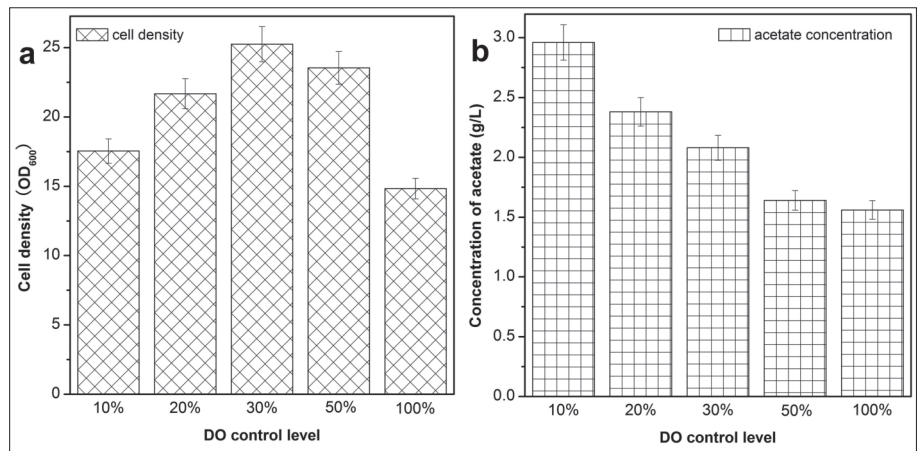 a
cell density
25
20
15
10
5
0
Cell density (OD600)
10% 20% 30% 50% 100%
DO control level
b
acetate concentration
3.0
2.5
2.0
1.5
1.0
0.5
0.0
Concentration of acetate (g/L)
10% 20% 30% 50% 100%
DO control level